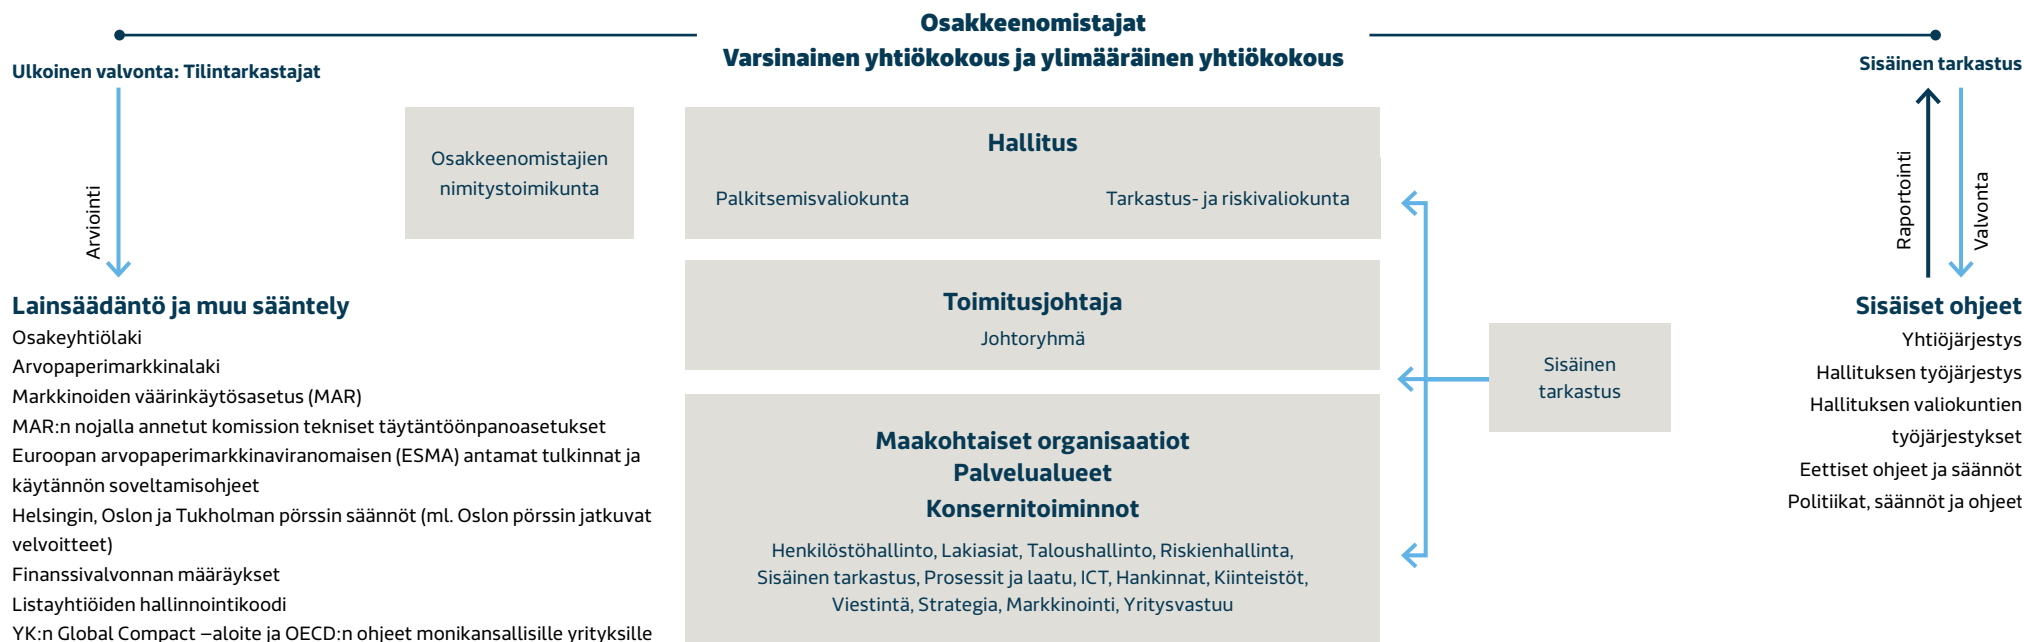 Osakkeenomistajat
Varsinainen yhtiökokous ja ylimääräinen yhtiökokous
Ulkoinen valvonta: Tilintarkastajat
Arviointi
Lainsäädäntö ja muu sääntely
Osakeyhtiölaki
Arvopaperimarkkinalaki
Markkinoiden väärinkäytösasetus (MAR)
MAR:n nojalla annetut komission tekniset täytäntöönpanoasetukset
Euroopan arvopaperimarkkinaviranomaisen (ESMA) antamat tulkinnat ja
käytännön soveltamisohjeet
Helsingin, Oslon ja Tukholman pörssin säännöt (ml. Oslon pörssin jatkuvat
velvoitteet)
Finanssivalvonnan määräykset
Listayhtiöiden hallinnointikoodi
YK:n Global Compact –aloite ja OECD:n ohjeet monikansallisille yrityksille
Osakkeenomistajien
nimitystoimikunta
Hallitus
Palkitsemisvaliokunta
Tarkastus- ja riskivaliokunta
Toimitusjohtaja
Johtoryhmä
Maakohtaiset organisaatiot
Palvelualueet
Konsernitoiminnot
Henkilöstöhallinto, Lakiasiat, Taloushallinto, Riskienhallinta,
Sisäinen tarkastus, Prosessit ja laatu, ICT, Hankinnat, Kiinteistöt,
Viestintä, Strategia, Markkinointi, Yritysvastuu
Sisäinen
tarkastus
Sisäinen tarkastus
Raportointi
Valvonta
Sisäiset ohjeet
Yhtiöjärjestys
Hallituksen työjärjestys
Hallituksen valiokuntien
työjärjestykset
Eettiset ohjeet ja säännöt
Politiikat, säännöt ja ohjeet